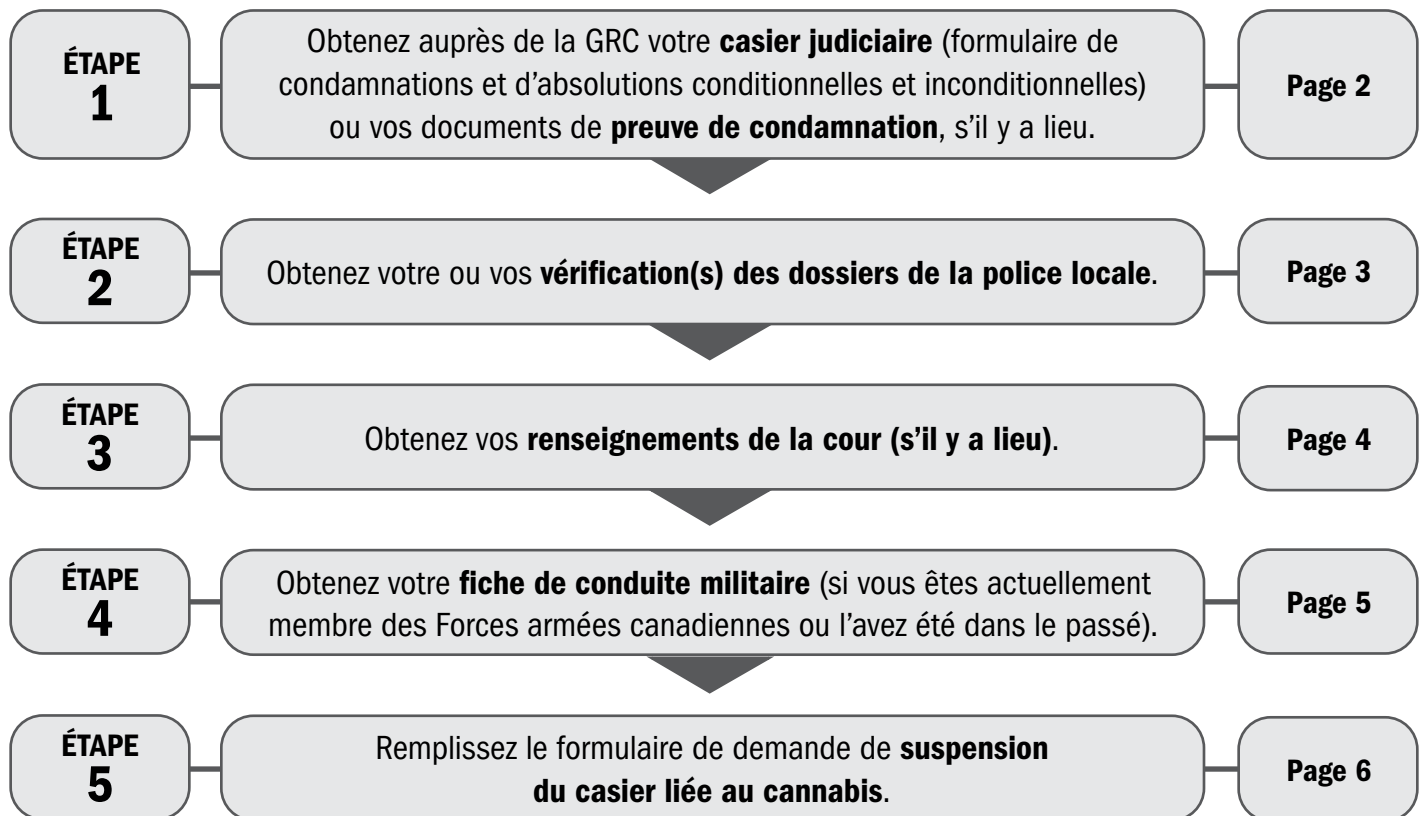 ÉTAPE
1
Obtenez auprès de la GRC votre casier judiciaire (formulaire de
condamnations et d'absolutions conditionnelles et inconditionnelles)
ou vos documents de preuve de condamnation, s'il y a lieu.
Page 2
ÉTAPE
2
Obtenez votre ou vos vérification(s) des dossiers de la police locale.
Page 3
ÉTAPE
3
Obtenez vos renseignements de la cour (s'il y a lieu).
Page 4
ÉTAPE
4
Obtenez votre fiche de conduite militaire (si vous êtes actuellement
membre des Forces armées canadiennes ou l'avez été dans le passé).
Page 5
ÉTAPE
5
Remplissez le formulaire de demande de suspension
du casier liée au cannabis.
Page 6